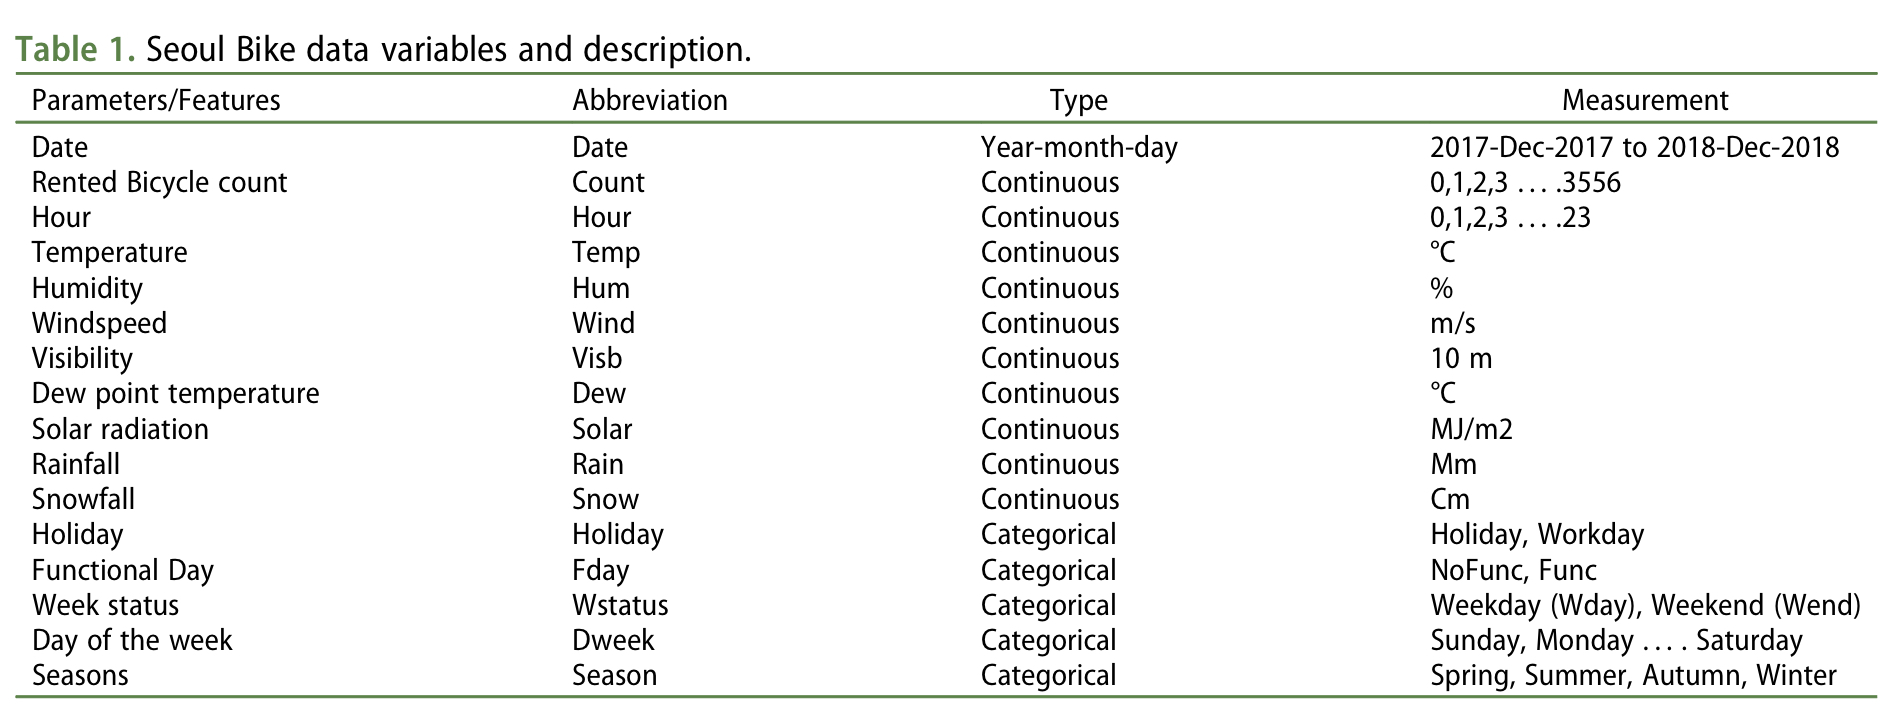 Table 1. Seoul Bike data variables and description.
Parameters/Features Abbreviation Type Measurement
Date Date Year-month-day 2017-Dec-2017 to 2018-Dec-2018
Rented Bicycle count Count Continuous 0,1,2,3 … .3556
Hour Hour Continuous 0,1,2,3 … .23
Temperature Temp Continuous °C
Humidity Hum Continuous %
Windspeed Wind Continuous m/s
Visibility Visb Continuous 10 m
Dew point temperature Dew Continuous °C
Solar radiation Solar Continuous MJ/m2
Rainfall Rain Continuous Mm
Snowfall Snow Continuous Cm
Holiday Holiday Categorical Holiday, Workday
Functional Day Fday Categorical NoFunc, Func
Week status Wstatus Categorical Weekday (Wday), Weekend (Wend)
Day of the week Dweek Categorical Sunday, Monday … . Saturday
Seasons Season Categorical Spring, Summer, Autumn, Winter